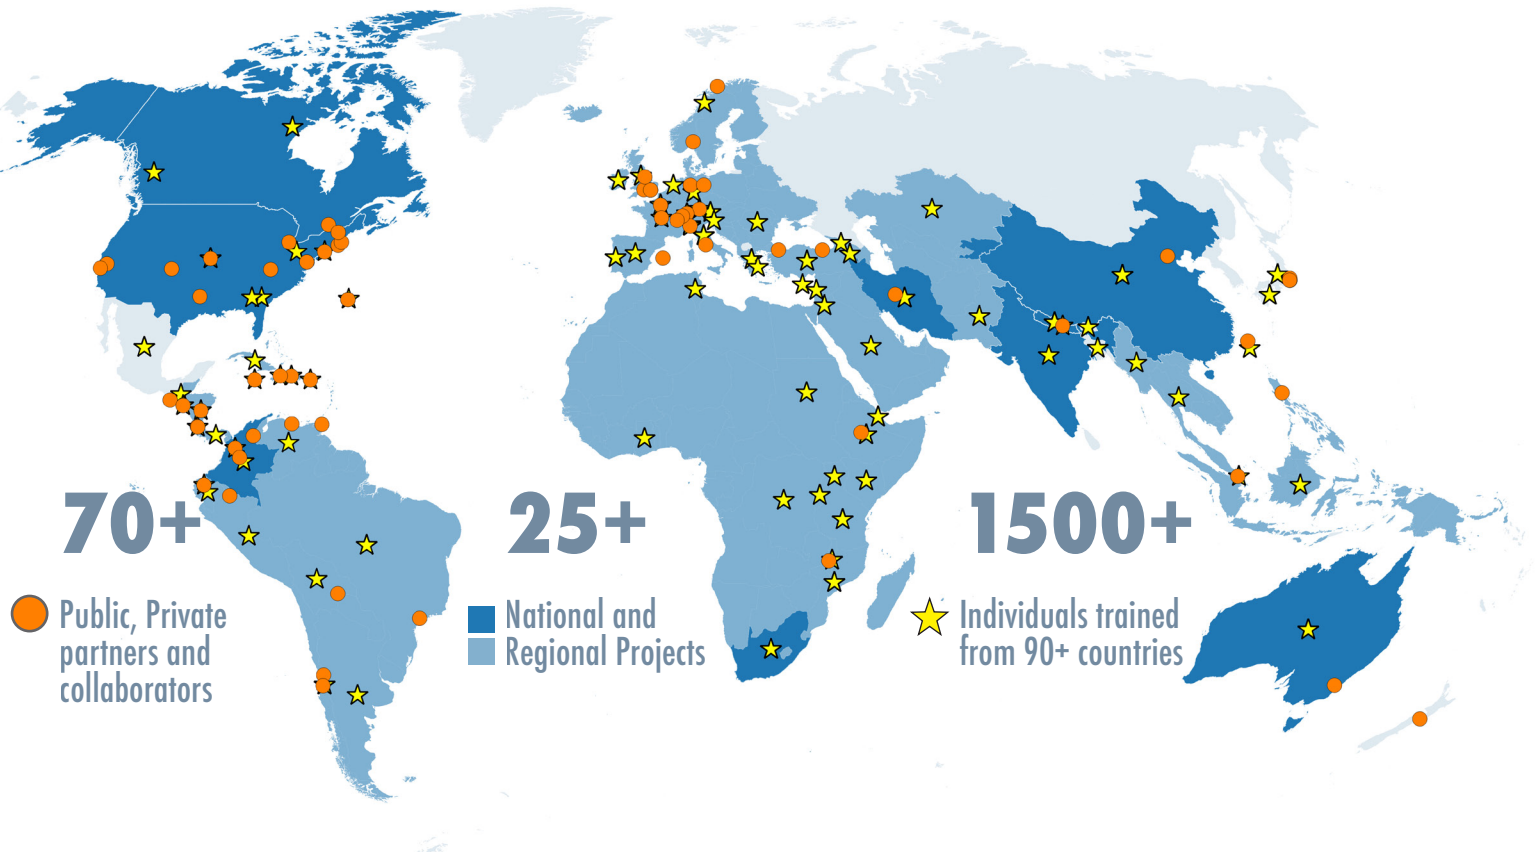 70+
Public, Private
partners and
collaborators
25+
National and
Regional Projects
1500+
Individuals trained
from 90+ countries